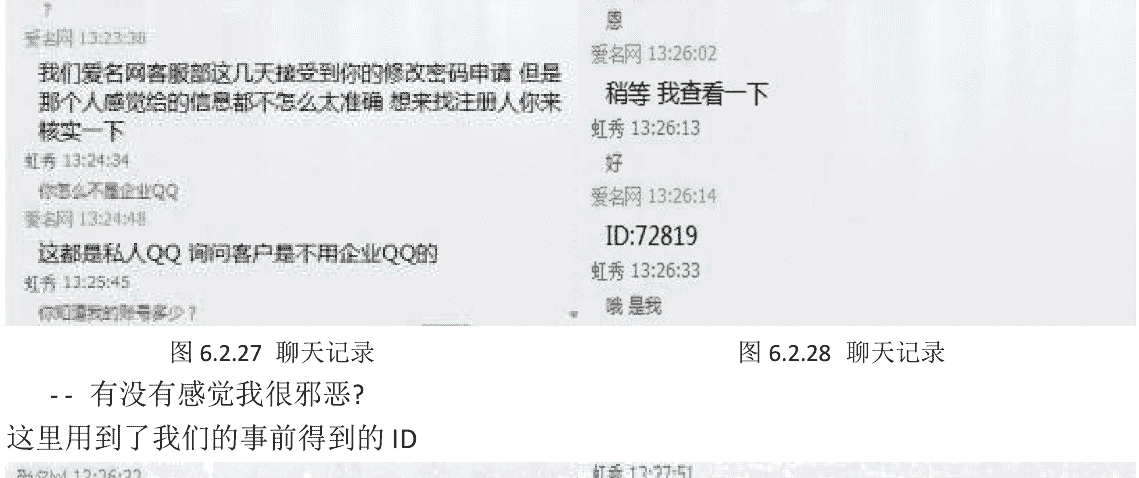 ?
爱名网 13:23:38
我们爱名网客服部这几天接受到你的修改密码申请 但是
那个人感觉给的信息都不怎么太准确 想来找注册人你来
核实一下
虹秀 13:24:34
你怎么不是企业QQ
爱名网 13:24:48
这都是私人QQ 询问客户是不用企业QQ的
虹秀 13:25:45
你知道我的账号多少?
图 6.2.27 聊天记录
恩
爱名网 13:26:02
稍等 我查看一下
虹秀 13:26:13
好
爱名网 13:26:14
ID:72819
虹秀 13:26:33
哦 是我
图 6.2.28 聊天记录
-- 有没有感觉我很邪恶?
这里用到了我们的事前得到的 ID
虹秀 13:27:51